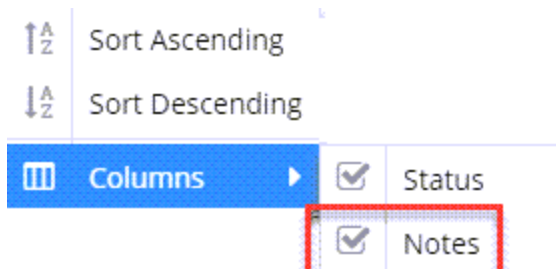 Sort Ascending
Sort Descending
Columns
Status
Notes